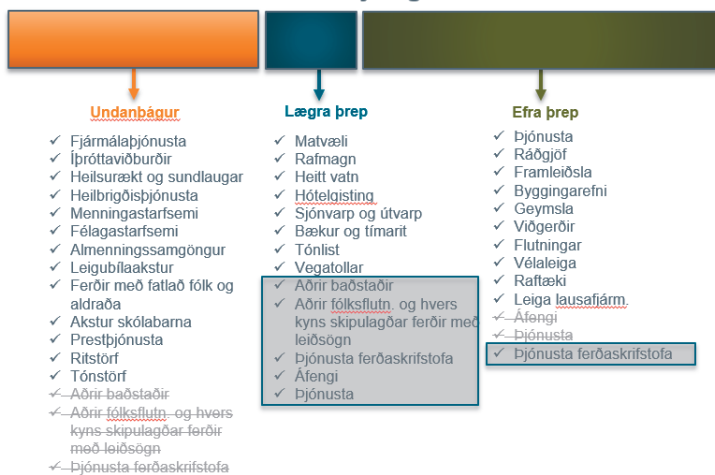 Undanþágur
✓ Fjármálaþjónusta
✓ Íþróttaviðburðir
✓ Heilsurækt og sundlaugar
✓ Heilbrigðisþjónusta
✓ Menningastarfsemi
✓ Félagastarfsemi
✓ Almenningssamgöngur
✓ Leigubílaakstur
✓ Ferðir með fatlað fólk og
aldraða
✓ Akstur skólabarna
✓ Prestþjónusta
✓ Ritstörf
✓ Tónstörf
✓ Aðrir baðstaðir
✓ Aðrir fólksflutn. og hvers
kyns skipulagðar ferðir
með leiðsögn
✓ Þjónusta ferðaskrifstofa
Lægra þrep
✓ Matvæli
✓ Rafmagn
✓ Heitt vatn
✓ Hótelgisting
✓ Sjónvarp og útvarp
✓ Bækur og tímarit
✓ Tónlist
✓ Vegatollar
✓ Aðrir baðstaðir
✓ Aðrir fólksflutn. og hvers
kyns skipulagðar ferðir með
leiðsögn
✓ Þjónusta ferðaskrifstofa
✓ Áfengi
✓ Þjónusta
Efra þrep
✓ Þjónusta
✓ Ráðgjöf
✓ Framleiðsla
✓ Byggingarefni
✓ Geymsla
✓ Viðgerðir
✓ Flutningar
✓ Vélaleiga
✓ Raftæki
✓ Leiga lausafjárm.
✓ Áfengi
✓ Þjónusta
✓ Þjónusta ferðaskrifstofa